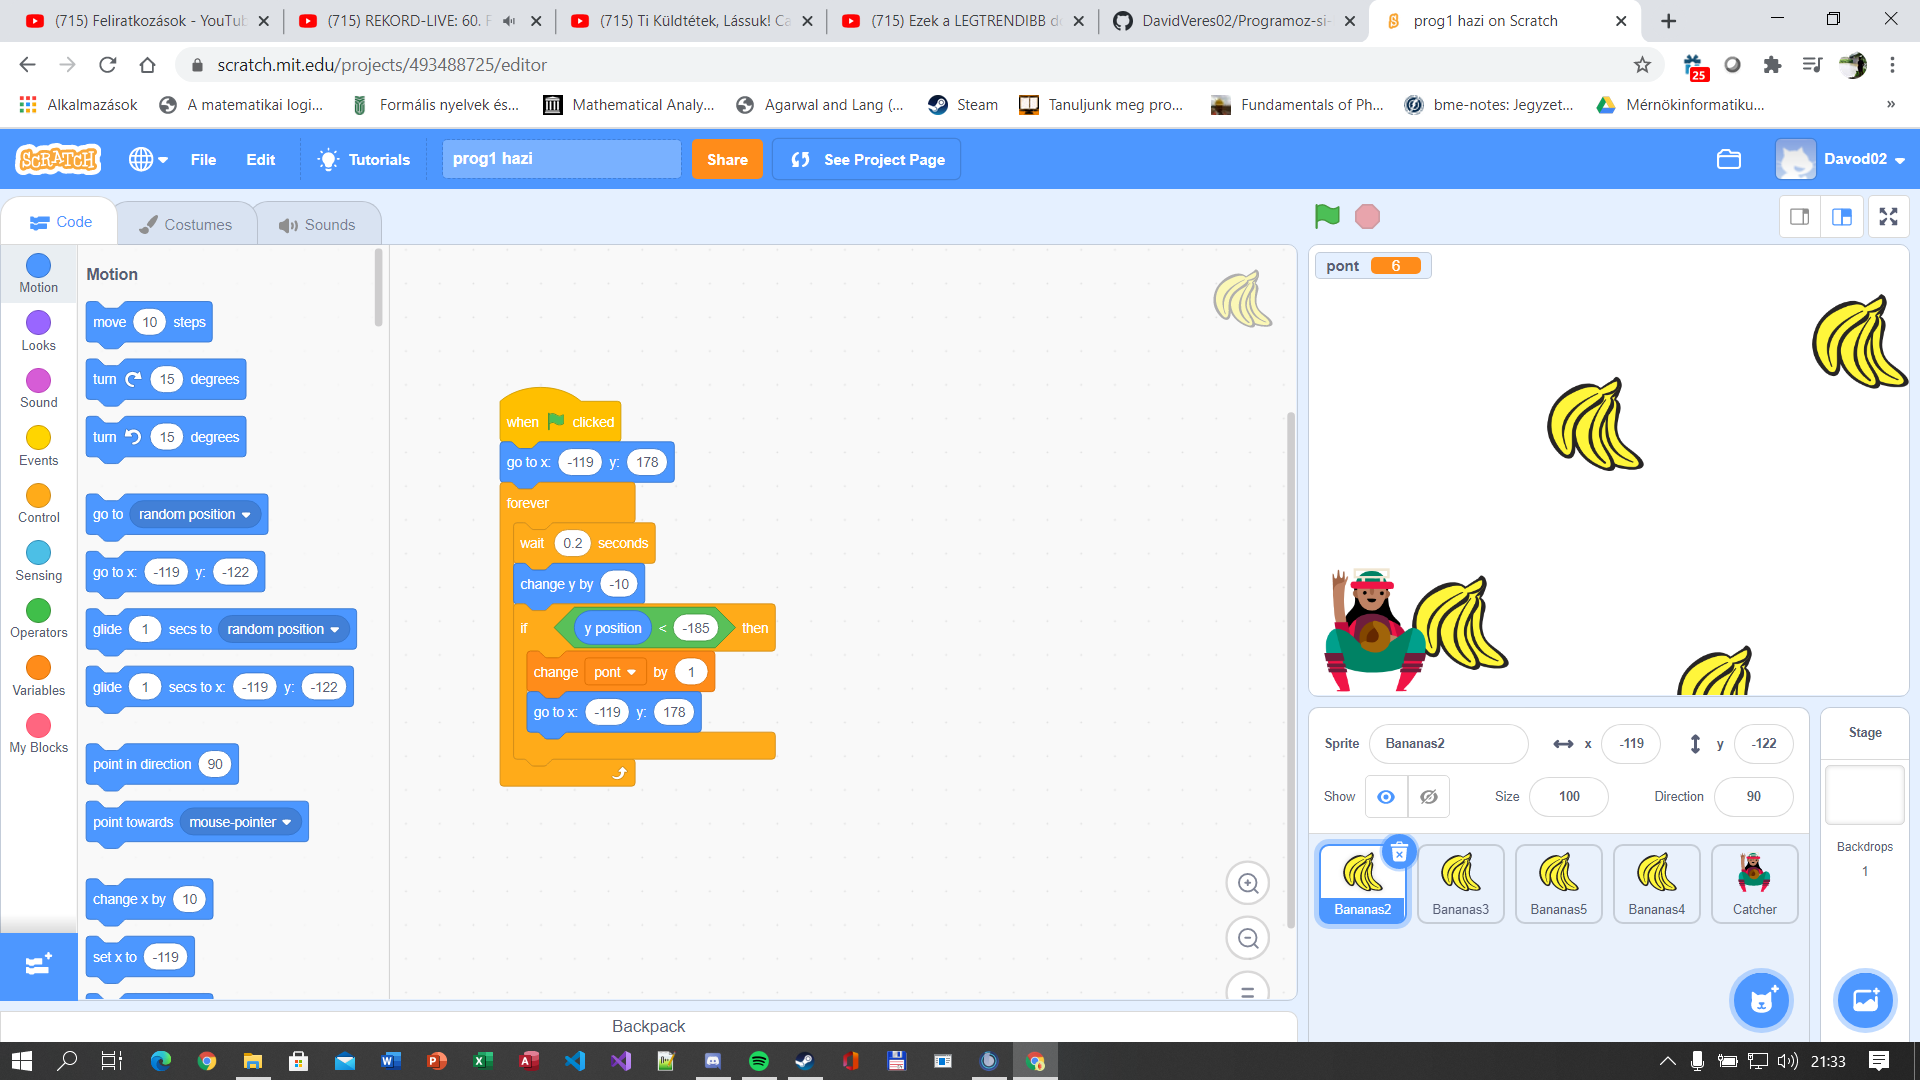 (715) Feliratkozások - YouTub
(715) REKORD-LIVE: 60. F
(715) Ti Küldtétek, Lássuk! Ca
(715) Ezek a LEGTRENDIBB d
DavidVeres02/Programoz-si-
prog1 hazi on Scratch
scratch.mit.edu/projects/493488725/editor
25
Alkalmazások
A matematikai logi...
Formális nyelvek és...
Mathematical Analy...
Agarwal and Lang (...
Steam
Tanuljunk meg pro...
Fundamentals of Ph...
bme-notes: Jegyzet...
Mérnökinformatiku...
»
SCRATCH
File
Edit
Tutorials
prog1 hazi
Share
See Project Page
Davod02
Code
Costumes
Sounds
Motion
Looks
Sound
Events
Control
Sensing
Operators
Variables
My Blocks
Motion
move 10 steps
turn 15 degrees
turn 15 degrees
go to random position
go to x: -119 y: -122
glide 1 secs to random position
glide 1 secs to x: -119 y: -122
point in direction 90
point towards mouse-pointer
change x by 10
set x to -119
when clicked
go to x: -119 y: 178
forever
wait 0.2 seconds
change y by -10
if y position < -185 then
change pont by 1
go to x: -119 y: 178
pont 6
Sprite Bananas2 x -119 y -122
Show Size 100 Direction 90
Bananas2
Bananas3
Bananas5
Bananas4
Catcher
Stage
Backdrops
1
Backpack
21:33